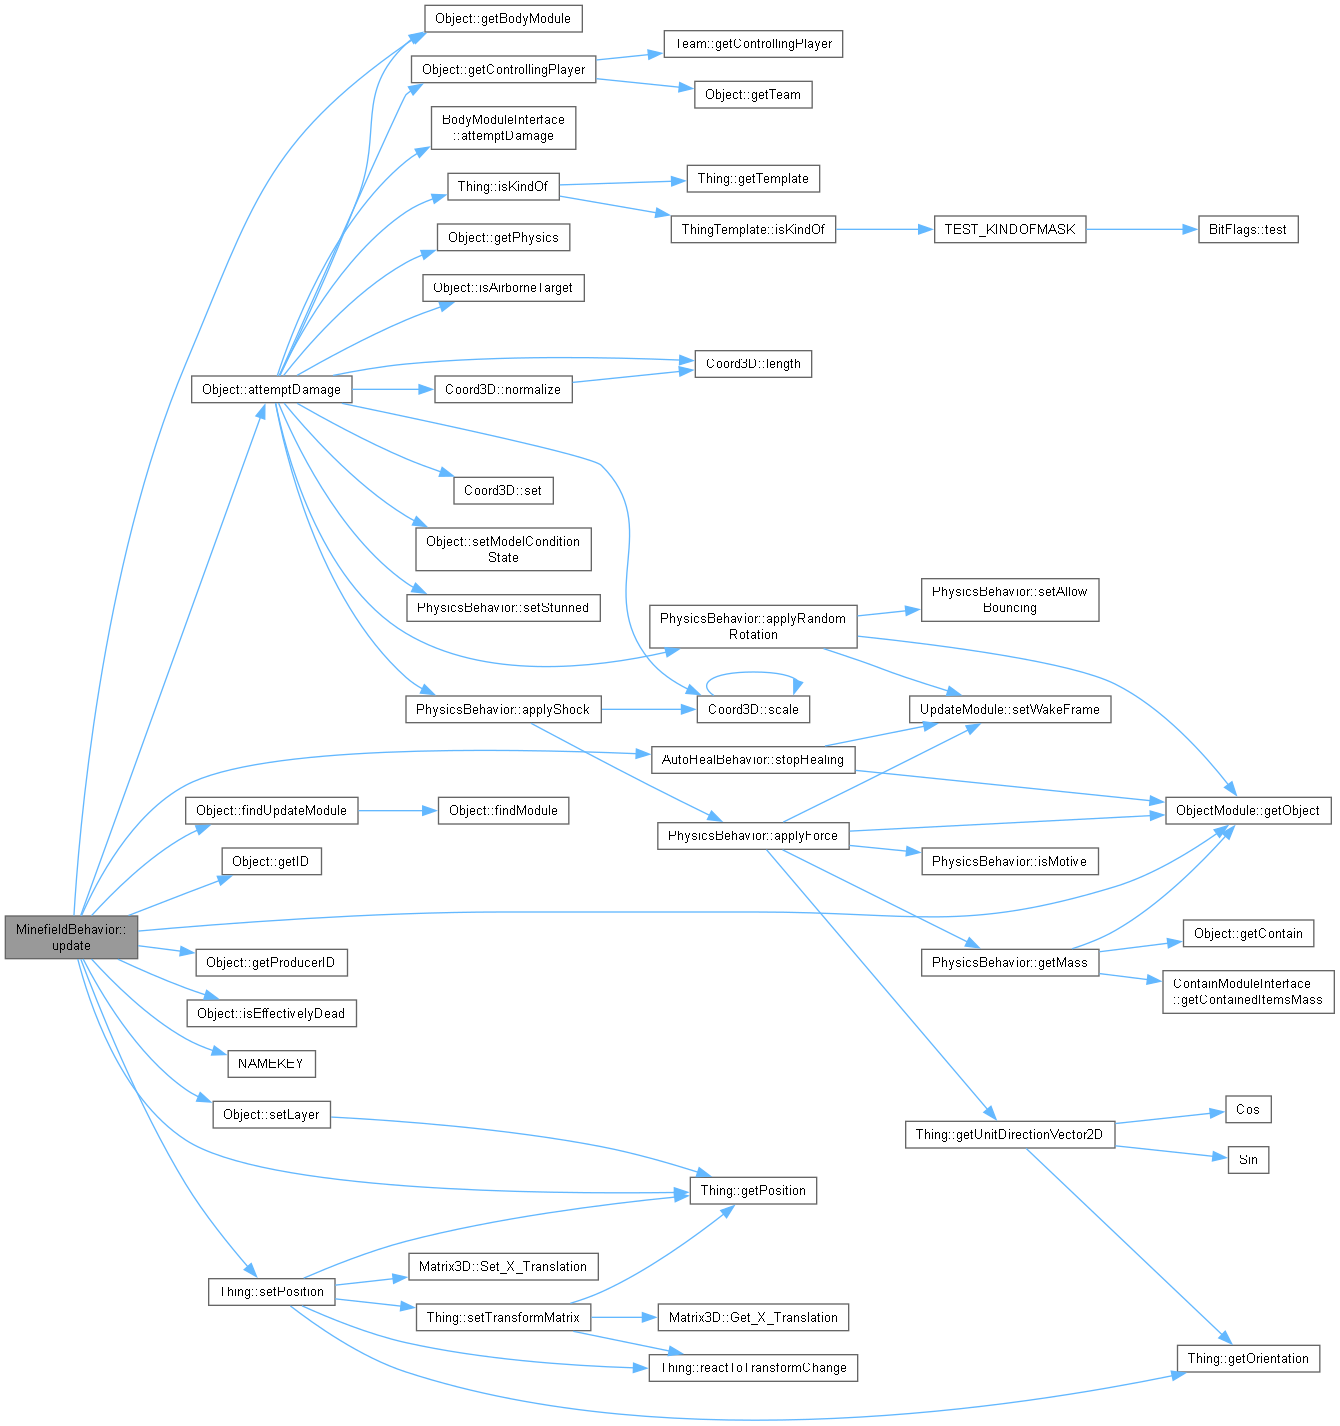 Object::getBodyModule
Team::getControllingPlayer
Object::getControllingPlayer
Object::getTeam
BodyModuleInterface
::attemptDamage
Thing::getTemplate
Thing::isKindOf
ThingTemplate::isKindOf
TEST_KINDOFMASK
BitFlags::test
Object::getPhysics
Object::isAirborneTarget
Coord3D::length
Object::attemptDamage
Coord3D::normalize
Coord3D::set
Object::setModelCondition
State
PhysicsBehavior::setStunned
PhysicsBehavior::setAllow
Bouncing
PhysicsBehavior::applyRandom
Rotation
PhysicsBehavior::applyShock
Coord3D::scale
UpdateModule::setWakeFrame
AutoHealBehavior::stopHealing
Object::findUpdateModule
Object::findModule
ObjectModule::getObject
PhysicsBehavior::applyForce
Object::getID
PhysicsBehavior::isMotive
MinefieldBehavior::
update
Object::getContain
Object::getProducerID
PhysicsBehavior::getMass
ContainModuleInterface
::getContainedItemsMass
Object::isEffectivelyDead
NAMEKEY
Object::setLayer
Cos
Thing::getUnitDirectionVector2D
Sin
Thing::getPosition
Matrix3D::Set_X_Translation
Thing::setPosition
Thing::setTransformMatrix
Matrix3D::Get_X_Translation
Thing::reactToTransformChange
Thing::getOrientation